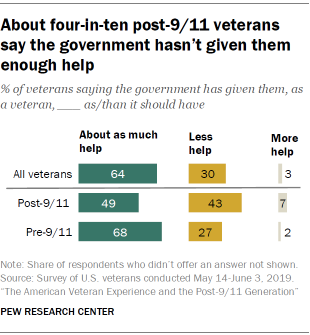 About four-in-ten post-9/11 veterans
say the government hasn't given them
enough help
% of veterans saying the government has given them, as
a veteran, ___ as/than it should have
About as much help Less help More help
All veterans 64 30 3
Post-9/11 49 43 7
Pre-9/11 68 27 2
Note: Share of respondents who didn't offer an answer not shown.
Source: Survey of U.S. veterans conducted May 14-June 3, 2019.
"The American Veteran Experience and the Post-9/11 Generation"
PEW RESEARCH CENTER